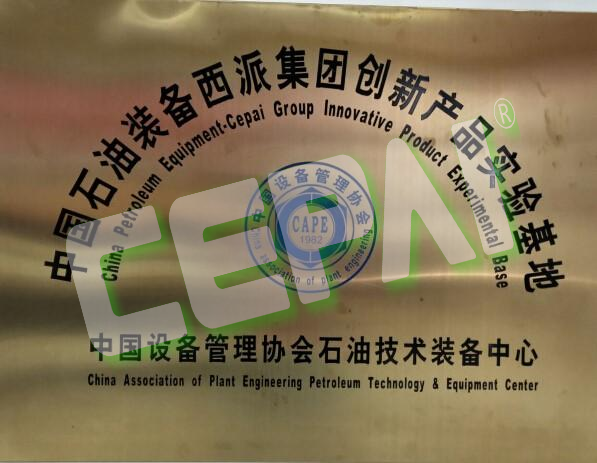 中国石油装备西派集团创新产品实验基地
China Petroleum Equipment-Cepai Group Innovative Product Experimental Base
CEPAI®
中国设备管理协会
CAPE
1982
china association of plant engineering
中国设备管理协会石油技术装备中心
China Association of Plant Engineering Petroleum Technology & Equipment Center